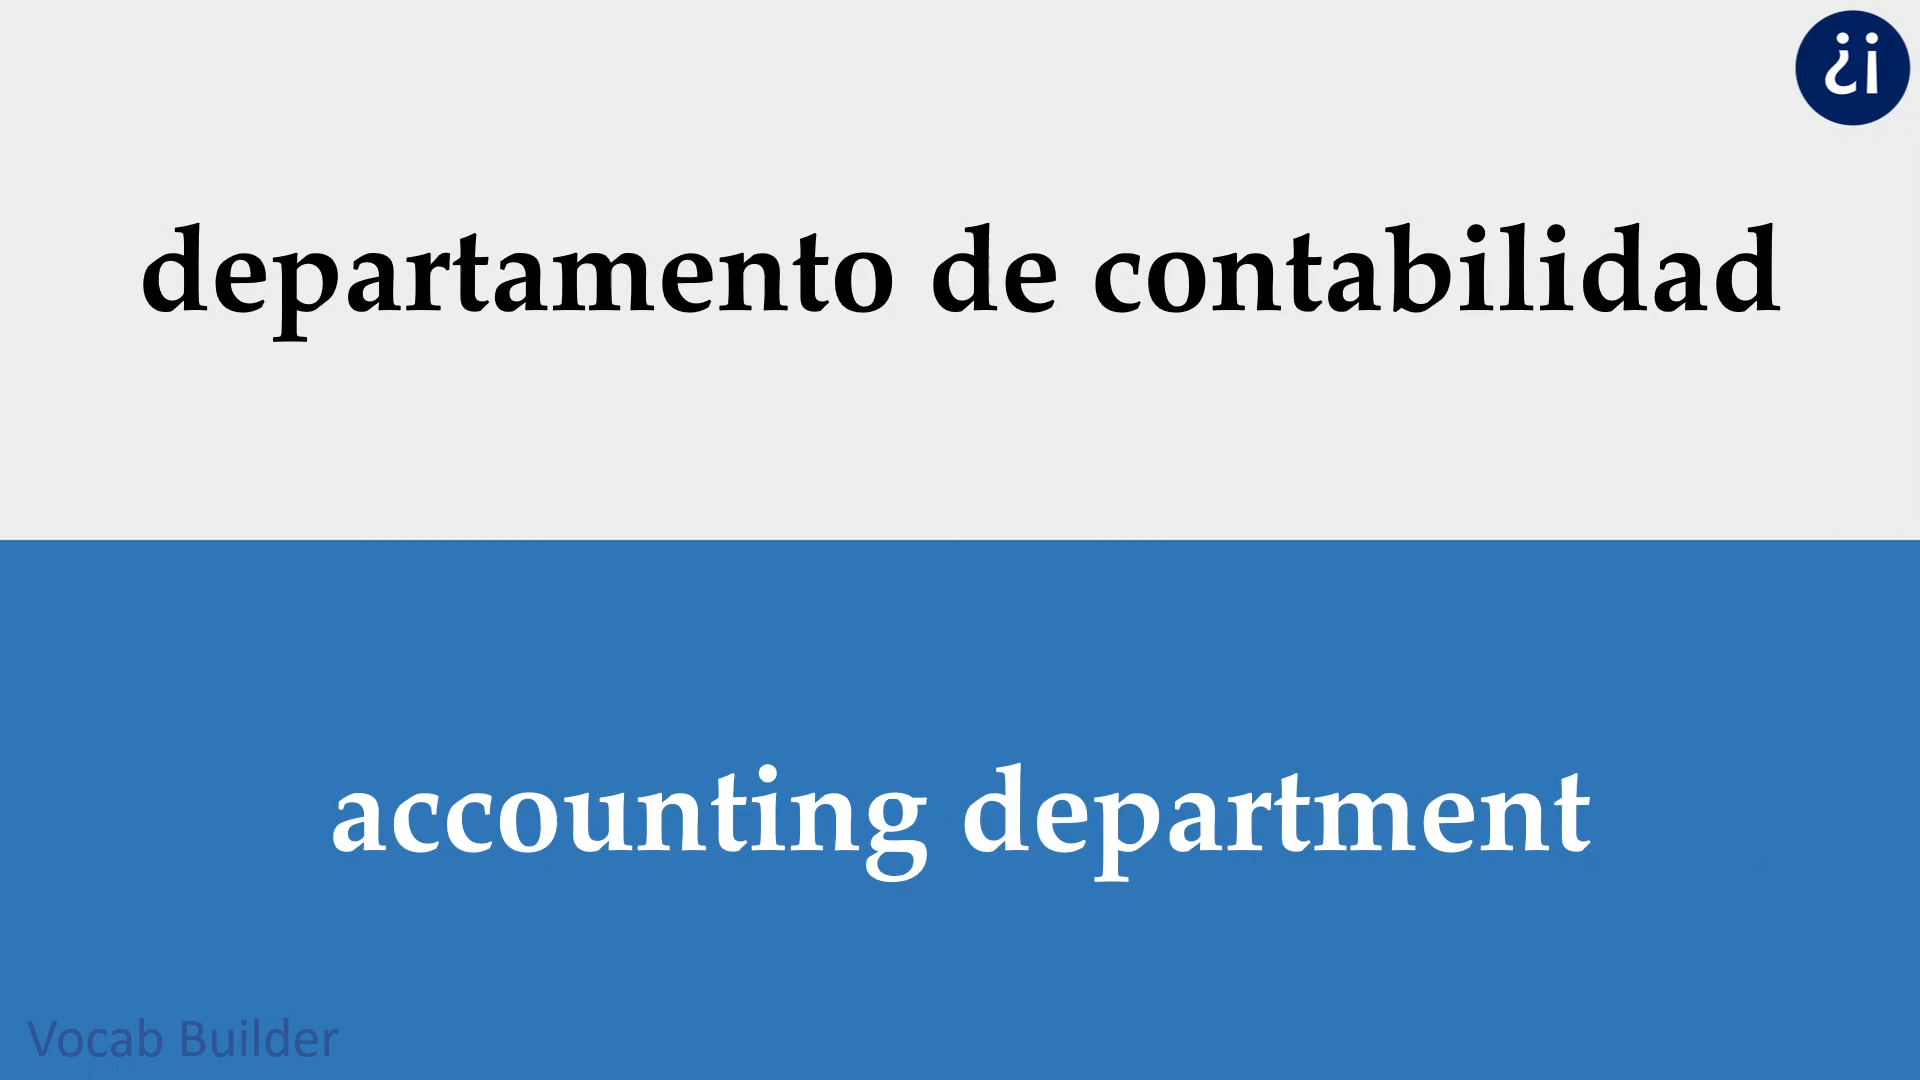 ¿¡
departamento de contabilidad
accounting department
Vocab Builder